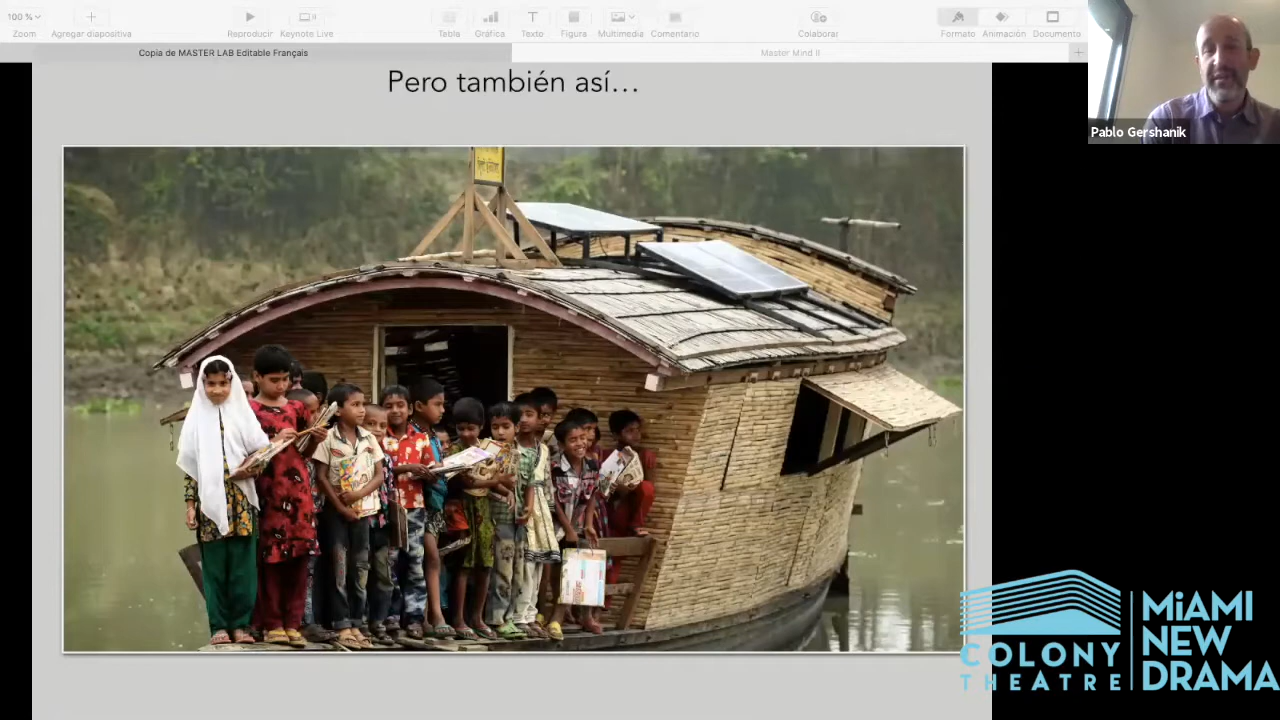 100 %
Zoom
Agregar diapositiva
Reproducir
Keynote Live
Tabla
Gráfica
Texto
Figura
Multimedia
Comentario
Colaborar
Formato
Animación
Documento
Copia de MASTER LAB Editable Français
Master Mind II
Pero también así...
Pablo Gershanik
COLONY
THEATRE
MiAMI
NEW
DRAMA